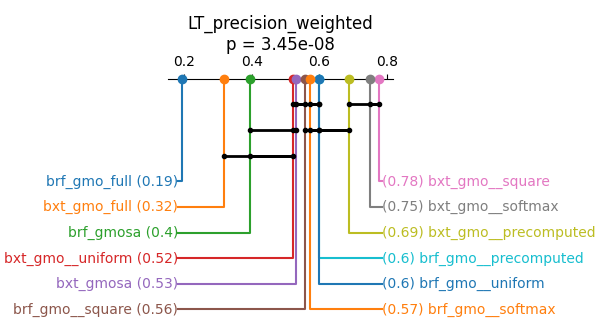 LT_precision_weighted
p = 3.45e-08
0.2 0.4 0.6 0.8
brf_gmo_full (0.19) (0.78) bxt_gmo__square
bxt_gmo_full (0.32) (0.75) bxt_gmo__softmax
brf_gmosa (0.4) (0.69) bxt_gmo__precomputed
bxt_gmo__uniform (0.52) (0.6) brf_gmo__precomputed
bxt_gmosa (0.53) (0.6) brf_gmo__uniform
brf_gmo__square (0.56) (0.57) brf_gmo__softmax